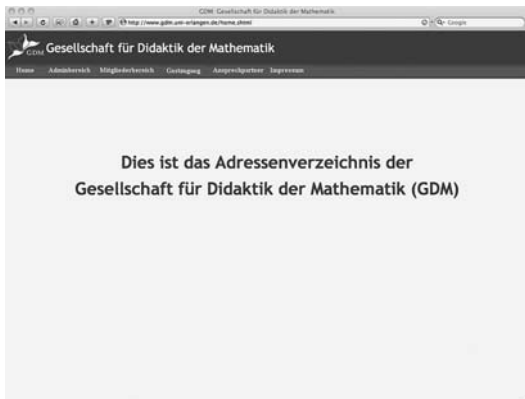 GDM: Gesellschaft für Didaktik der Mathematik
http://www.gdm.uni-erlangen.de/home.shtml
Google
GDM Gesellschaft für Didaktik der Mathematik
Home Adminbereich Mitgliederbereich Ansprechpartner Impressum
Dies ist das Adressenverzeichnis der
Gesellschaft für Didaktik der Mathematik (GDM)